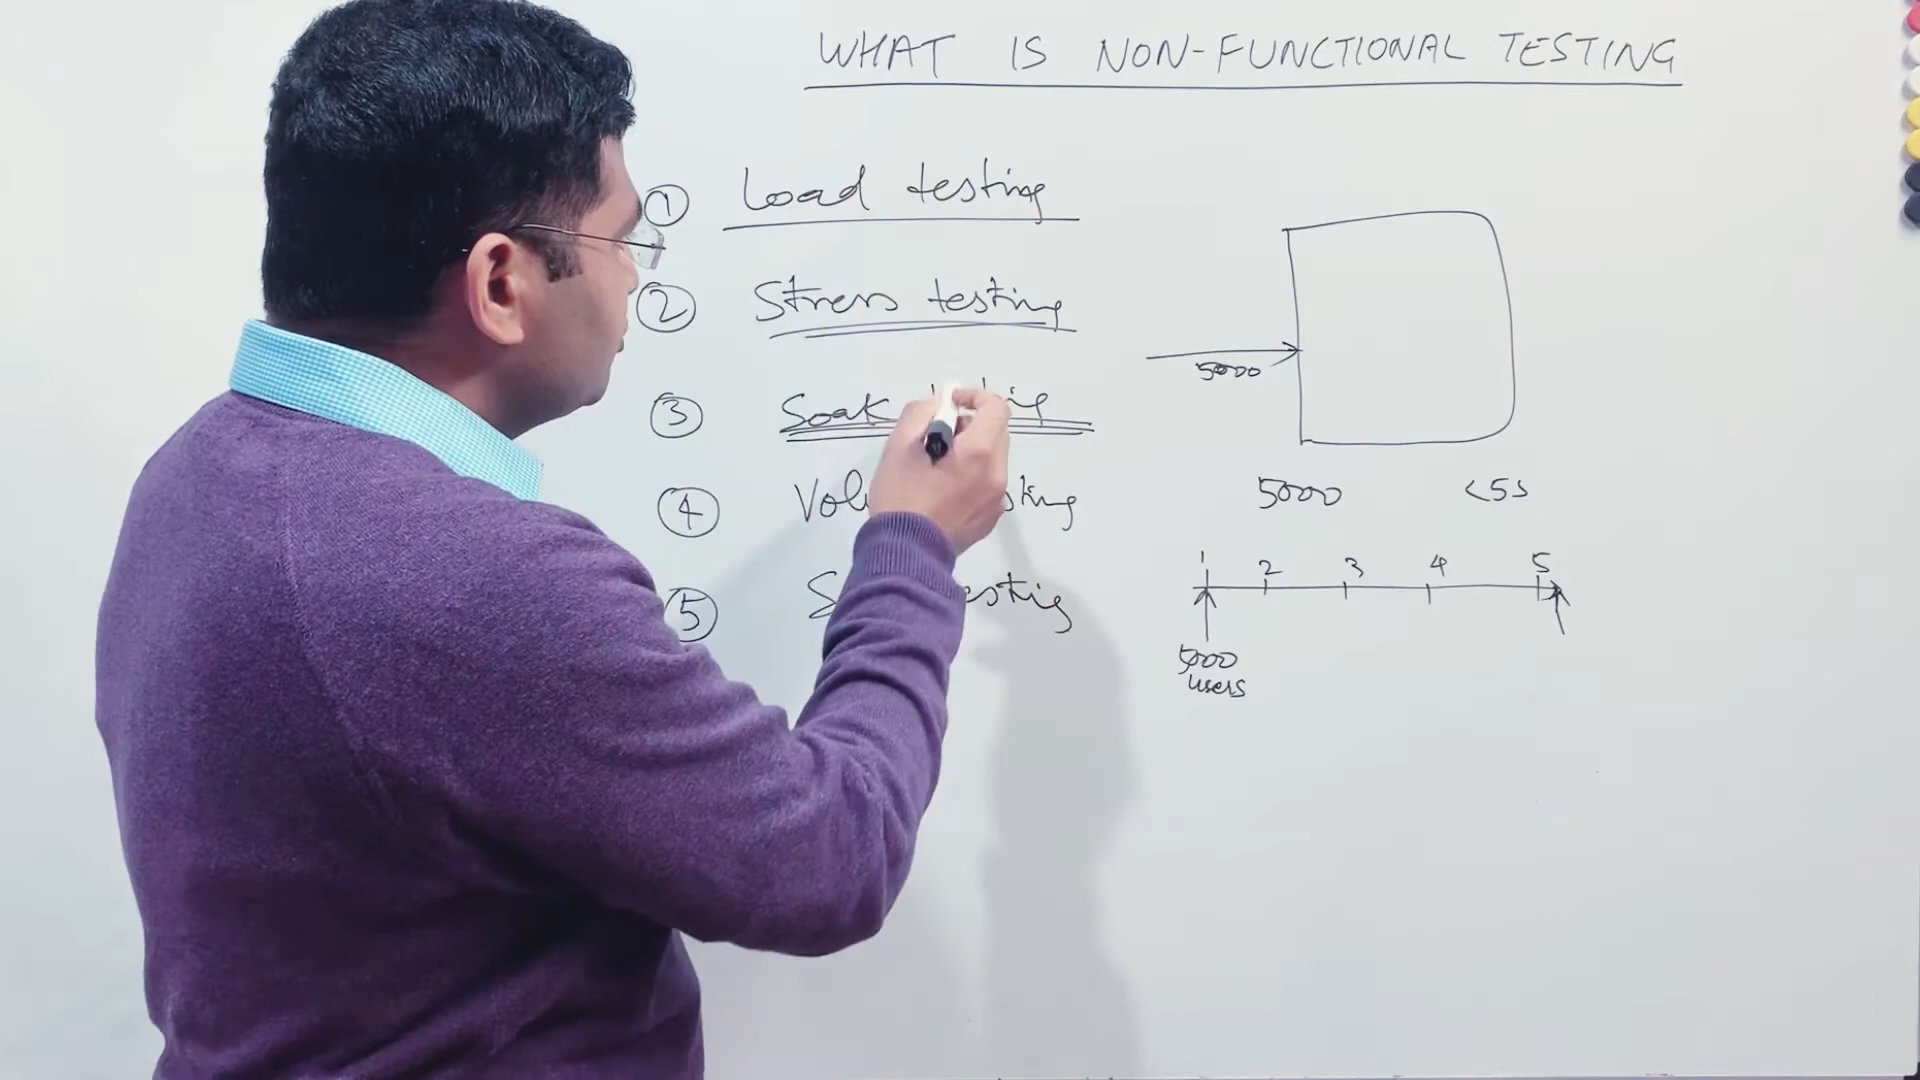 WHAT IS NON-FUNCTIONAL TESTING
1 Load testing
2 Stress testing
3 Soak
4
5
5000
5000 <5s
1 2 3 4 5
5000
users